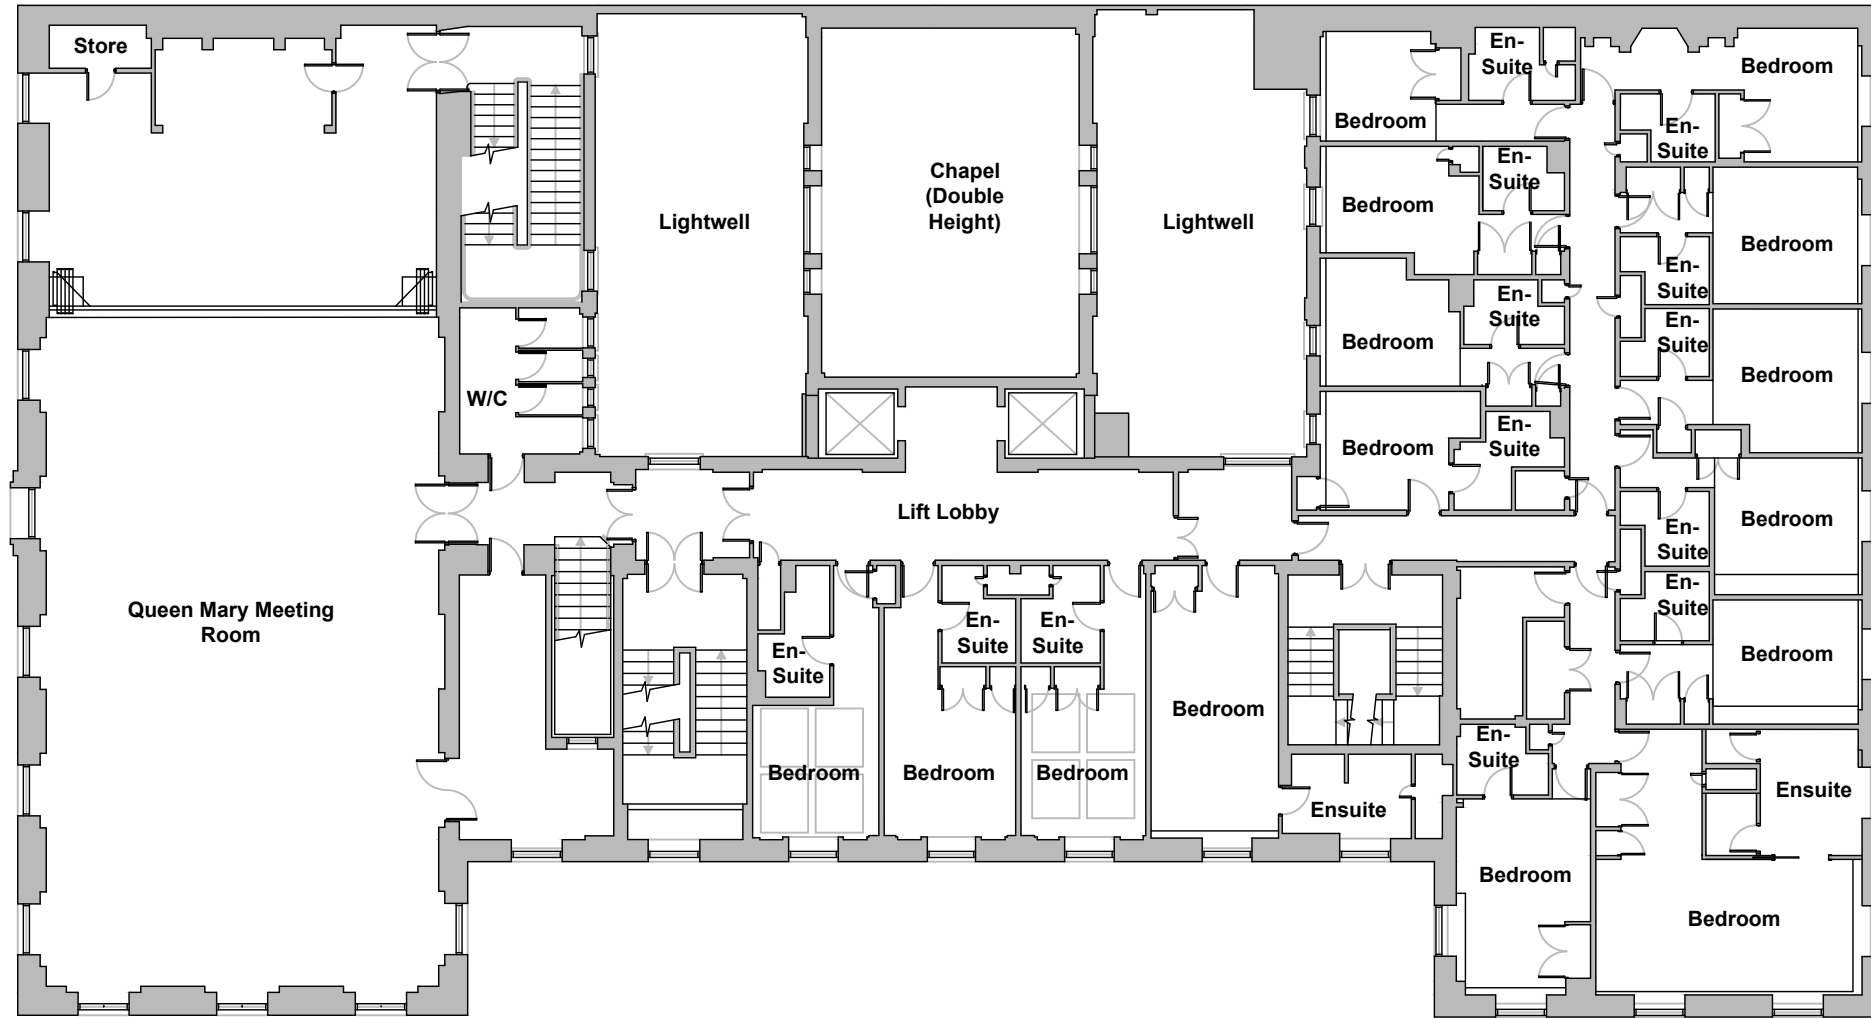 Store
En-
Suite
Bedroom
Bedroom
En-
Suite
Chapel
(Double
Height)
En-
Suite
Bedroom
Lightwell
Lightwell
Bedroom
En-
Suite
En-
Suite
En-
Suite
Bedroom
Bedroom
W/C
En-
Suite
Bedroom
Lift Lobby
Bedroom
En-
Suite
En-
Suite
Queen Mary Meeting
Room
En-
Suite
En-
Suite
En-
Suite
Bedroom
Bedroom
En-
Suite
Bedroom
Bedroom
Bedroom
Ensuite
Ensuite
Bedroom
Bedroom